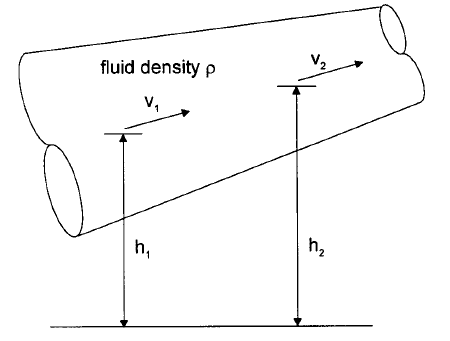 fluid density ρ
v₁
v₂
h₁
h₂